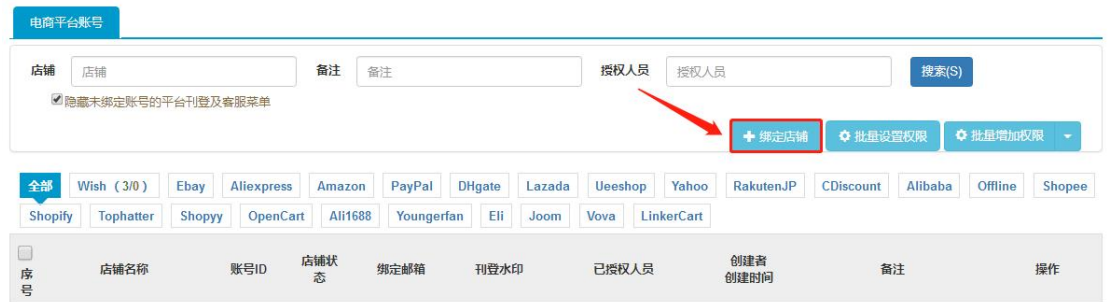 电商平台账号
店铺 店铺 备注 备注 授权人员 授权人员 搜索(S)
隐藏未绑定账号的平台刊登及客服菜单
绑定店铺 批量设置权限 批量增加权限
全部 Wish (3/0) Ebay Aliexpress Amazon PayPal DHgate Lazada Ueeshop Yahoo RakutenJP CDiscount Alibaba Offline Shopee
Shopify Tophatter Shopyy OpenCart Ali1688 Youngerfan Eli Joom Vova LinkerCart
序号 店铺名称 账号ID 店铺状态 绑定邮箱 刊登水印 已授权人员 创建者 创建时间 备注 操作